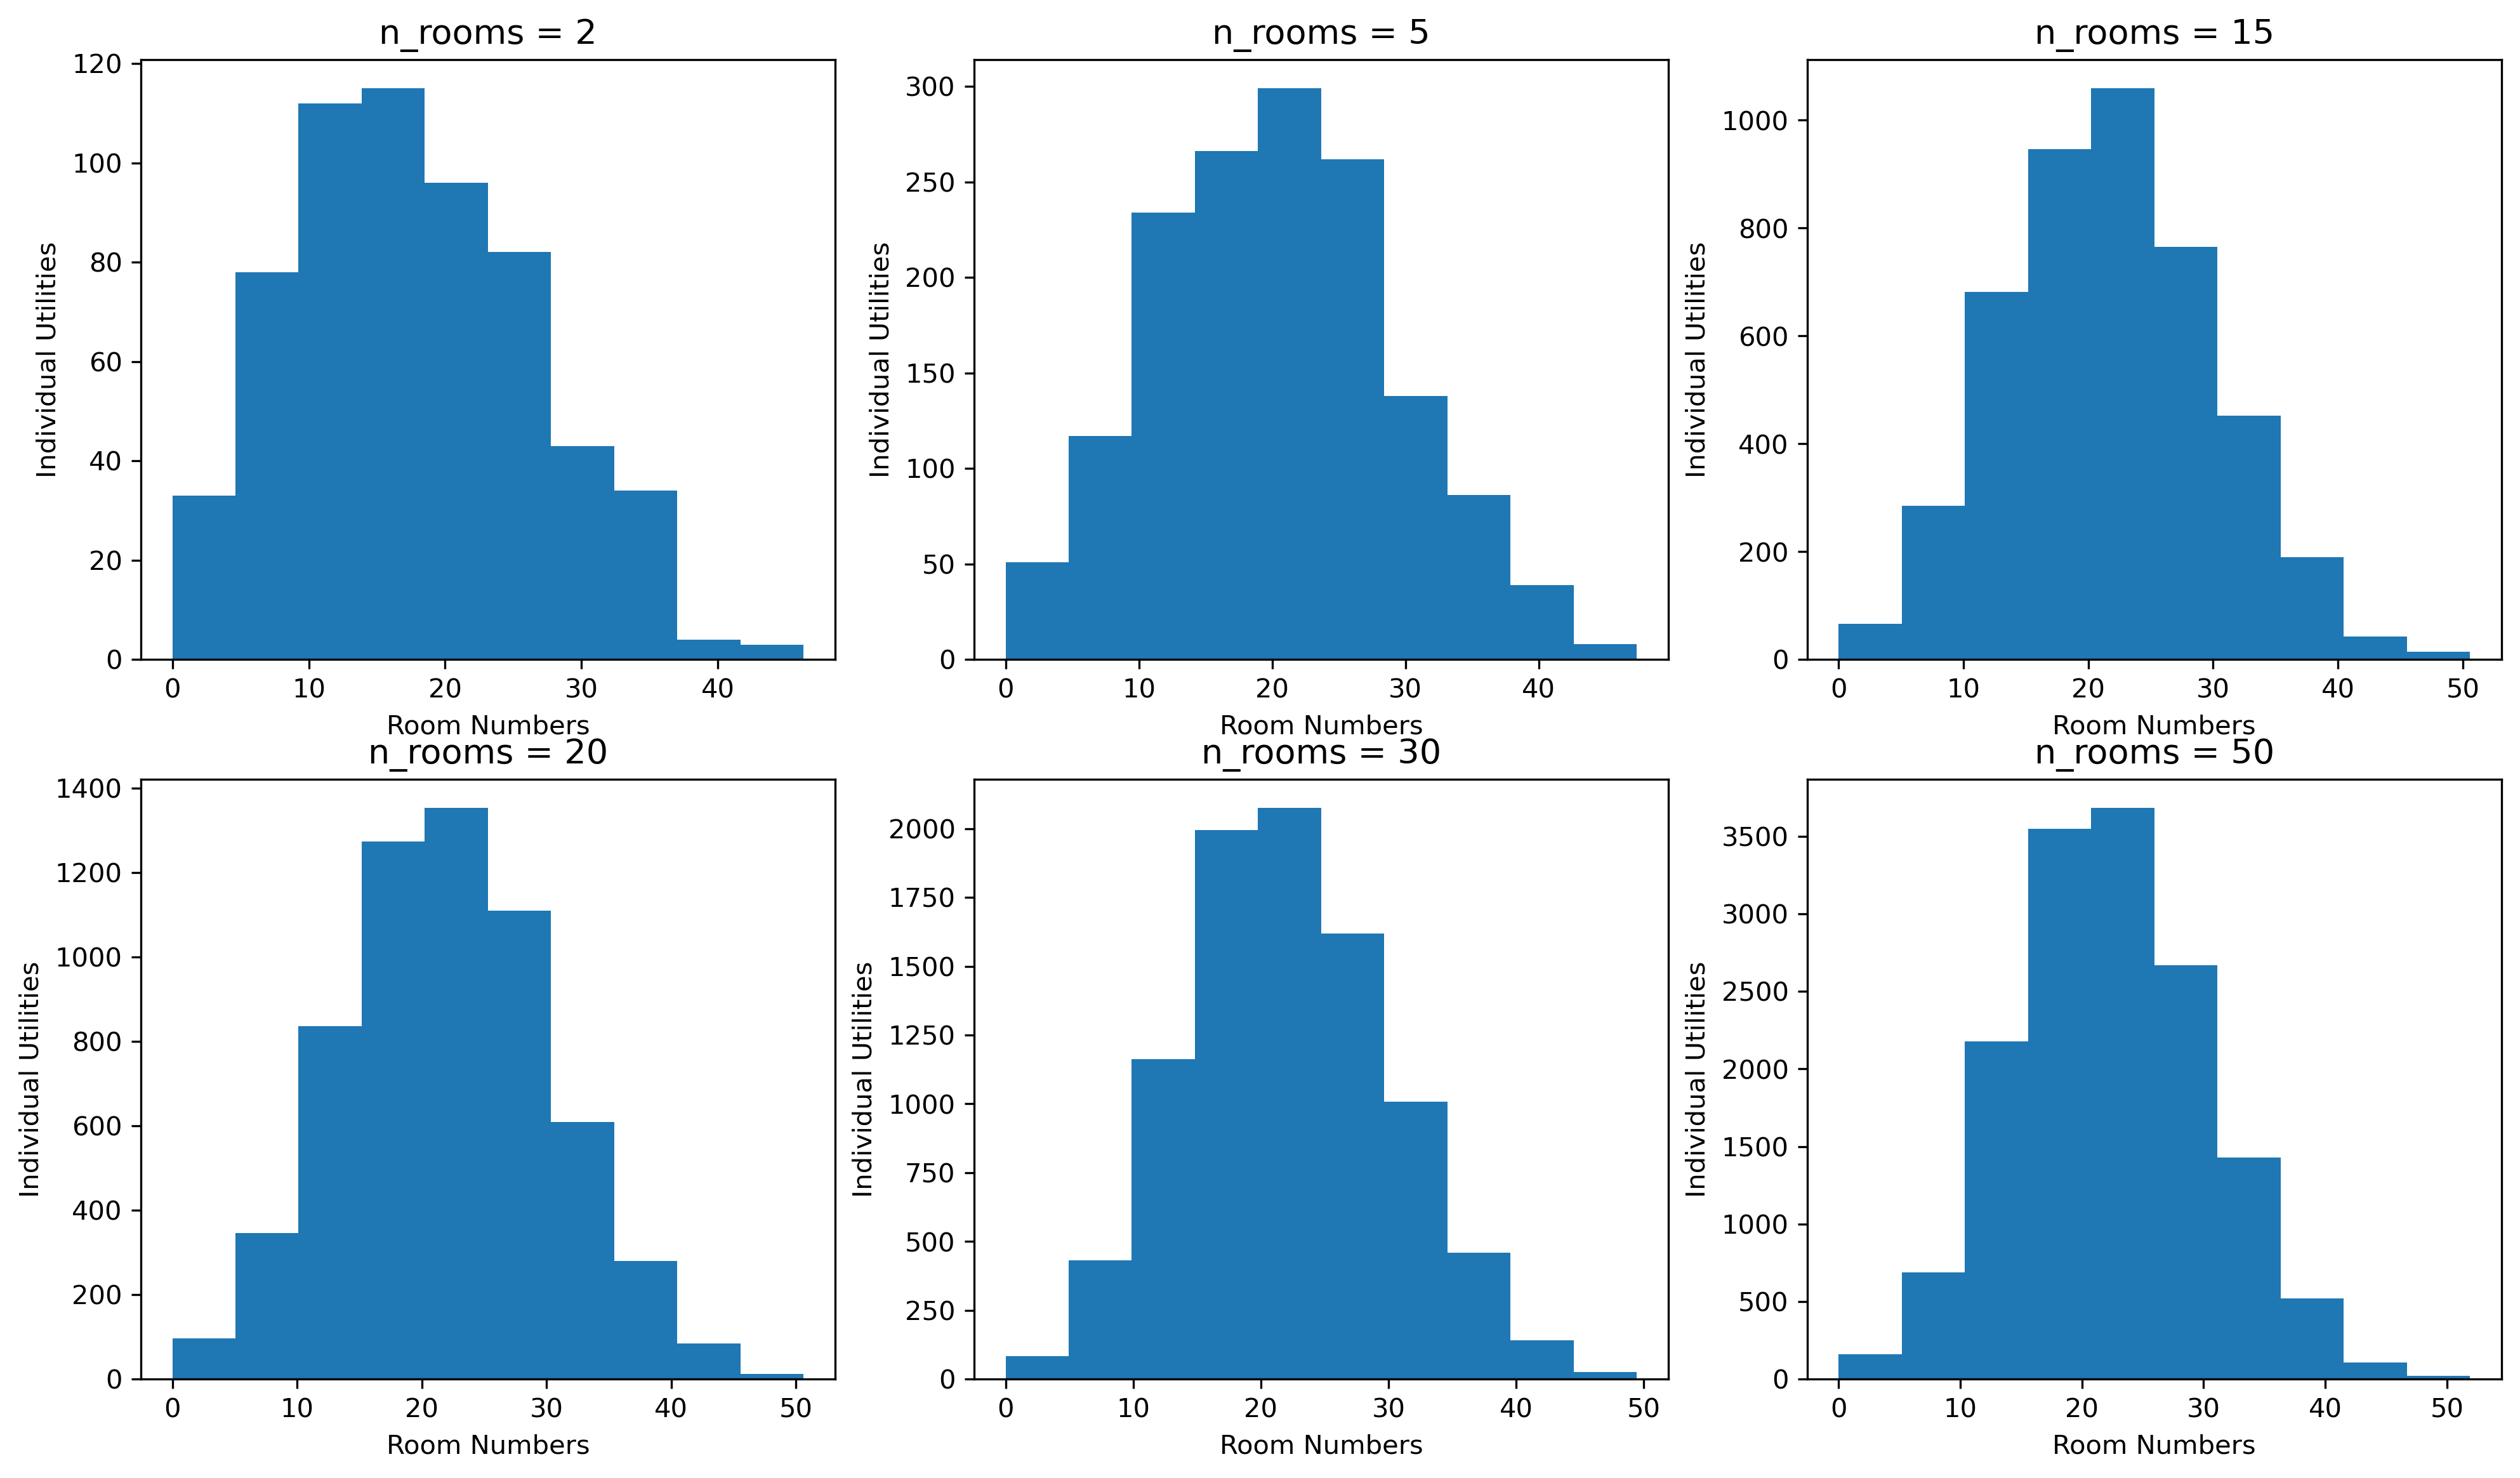 n_rooms = 2
120
100
80
60
40
20
0
Individual Utilities
0 10 20 30 40
Room Numbers
n_rooms = 5
300
250
200
150
100
50
0
Individual Utilities
0 10 20 30 40
Room Numbers
n_rooms = 15
1000
800
600
400
200
0
Individual Utilities
0 10 20 30 40 50
Room Numbers
n_rooms = 20
1400
1200
1000
800
600
400
200
0
Individual Utilities
0 10 20 30 40 50
Room Numbers
n_rooms = 30
2000
1750
1500
1250
1000
750
500
250
0
Individual Utilities
0 10 20 30 40 50
Room Numbers
n_rooms = 50
3500
3000
2500
2000
1500
1000
500
0
Individual Utilities
0 10 20 30 40 50
Room Numbers